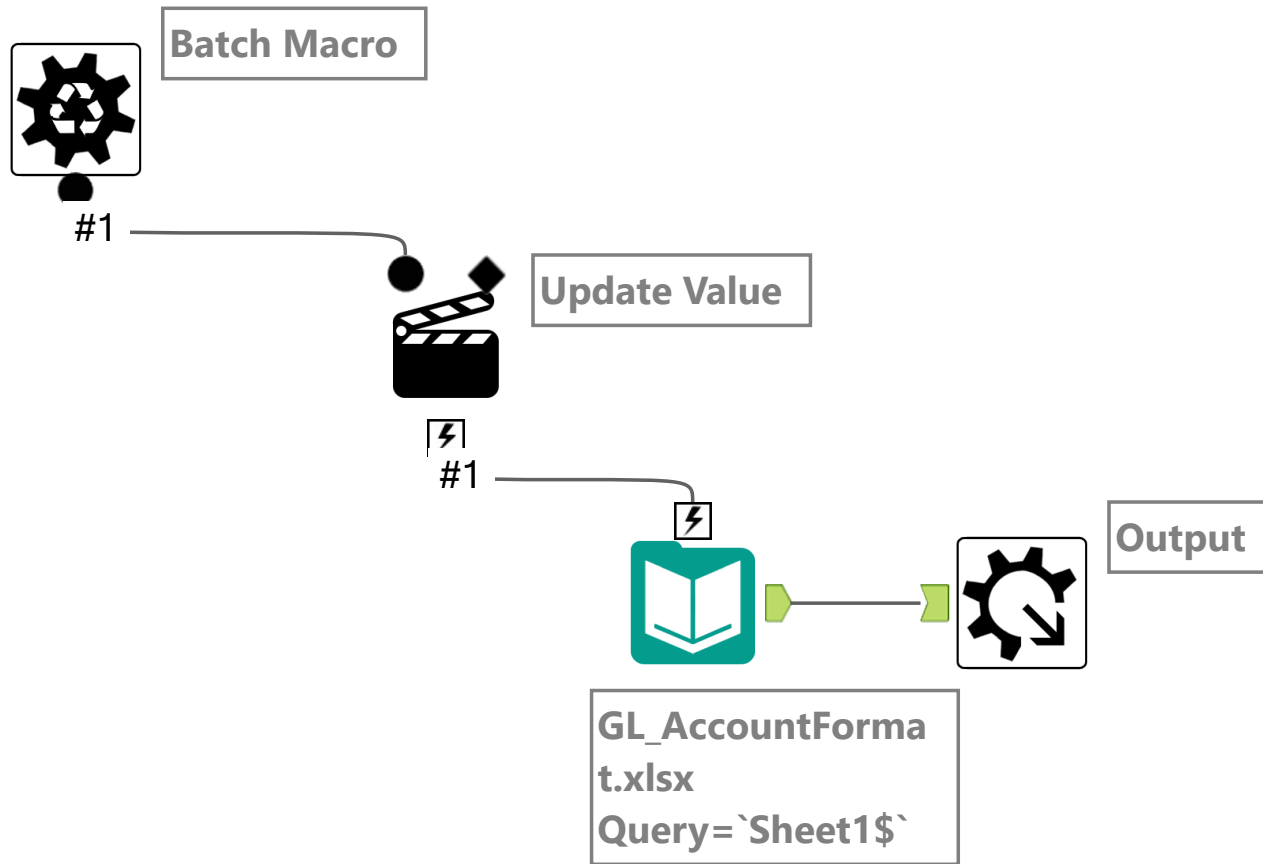 Batch Macro
#1
Update Value
#1
Output
GL_AccountForma
t.xlsx
Query=`Sheet1$`